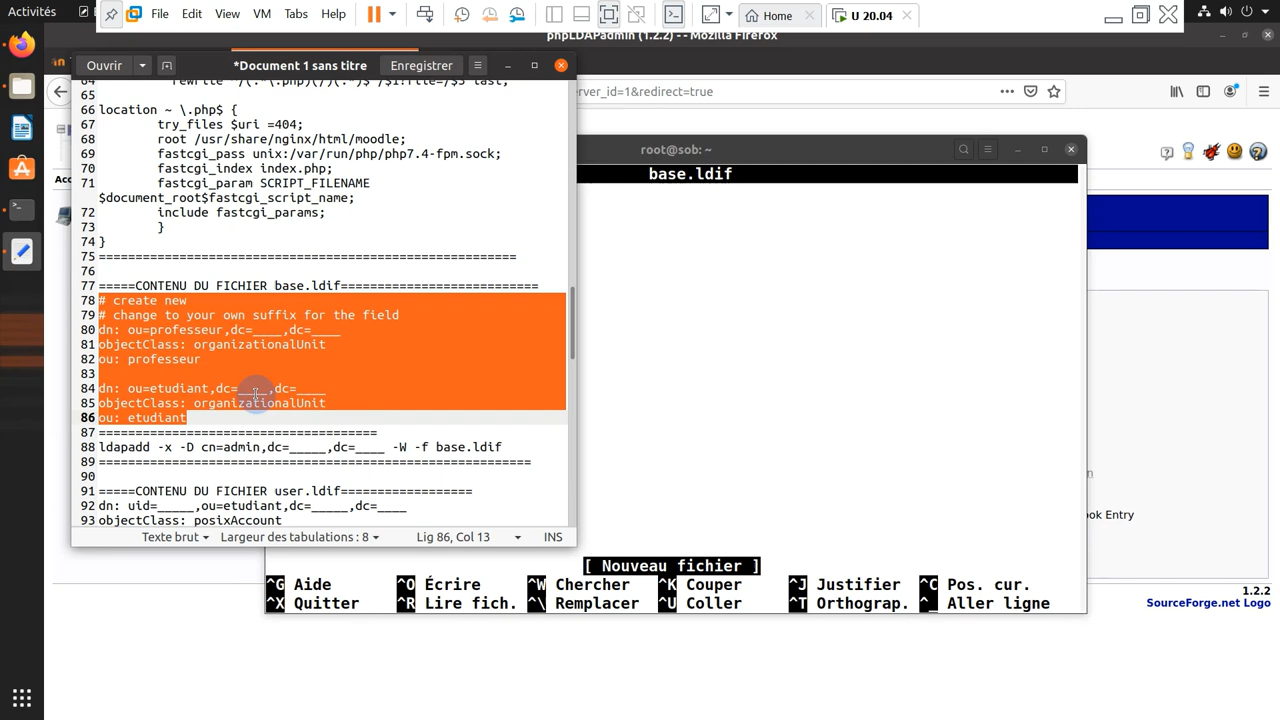 File Edit View VM Tabs Help
Home
U 20.04
Activités
phpLDAPadmin (1.2.2) - - Mozilla Firefox
Ouvrir
*Document 1 sans titre
Enregistrer
erver_id=1&redirect=true
65
66 location ~ \.php$ {
67 try_files $uri =404;
68 root /usr/share/nginx/html/moodle;
69 fastcgi_pass unix:/var/run/php/php7.4-fpm.sock;
70 fastcgi_index index.php;
71 fastcgi_param SCRIPT_FILENAME
$document_root$fastcgi_script_name;
72 include fastcgi_params;
73 }
74 }
75 =========================================================
76
77 =====CONTENU DU FICHIER base.ldif===========================
78 # create new
79 # change to your own suffix for the field
80 dn: ou=professeur,dc=____,dc=____
81 objectClass: organizationalUnit
82 ou: professeur
83
84 dn: ou=etudiant,dc=____,dc=____
85 objectClass: organizationalUnit
86 ou: etudiant
87 ======================================
88 ldapadd -x -D cn=admin,dc=_____,dc=____ -W -f base.ldif
89 ===========================================================
90
91 =====CONTENU DU FICHIER user.ldif==================
92 dn: uid=_____,ou=etudiant,dc=_____,dc=____
93 objectClass: posixAccount
Texte brut
Largeur des tabulations : 8
Lig 86, Col 13
INS
root@sob: ~
base.ldif
[ Nouveau fichier ]
^G Aide ^O Écrire ^W Chercher ^K Couper ^J Justifier ^C Pos. cur.
^X Quitter ^R Lire fich. ^\ Remplacer ^U Coller ^T Orthograp. ^_ Aller ligne
Acc
n
ook Entry
1.2.2
SourceForge.net Logo